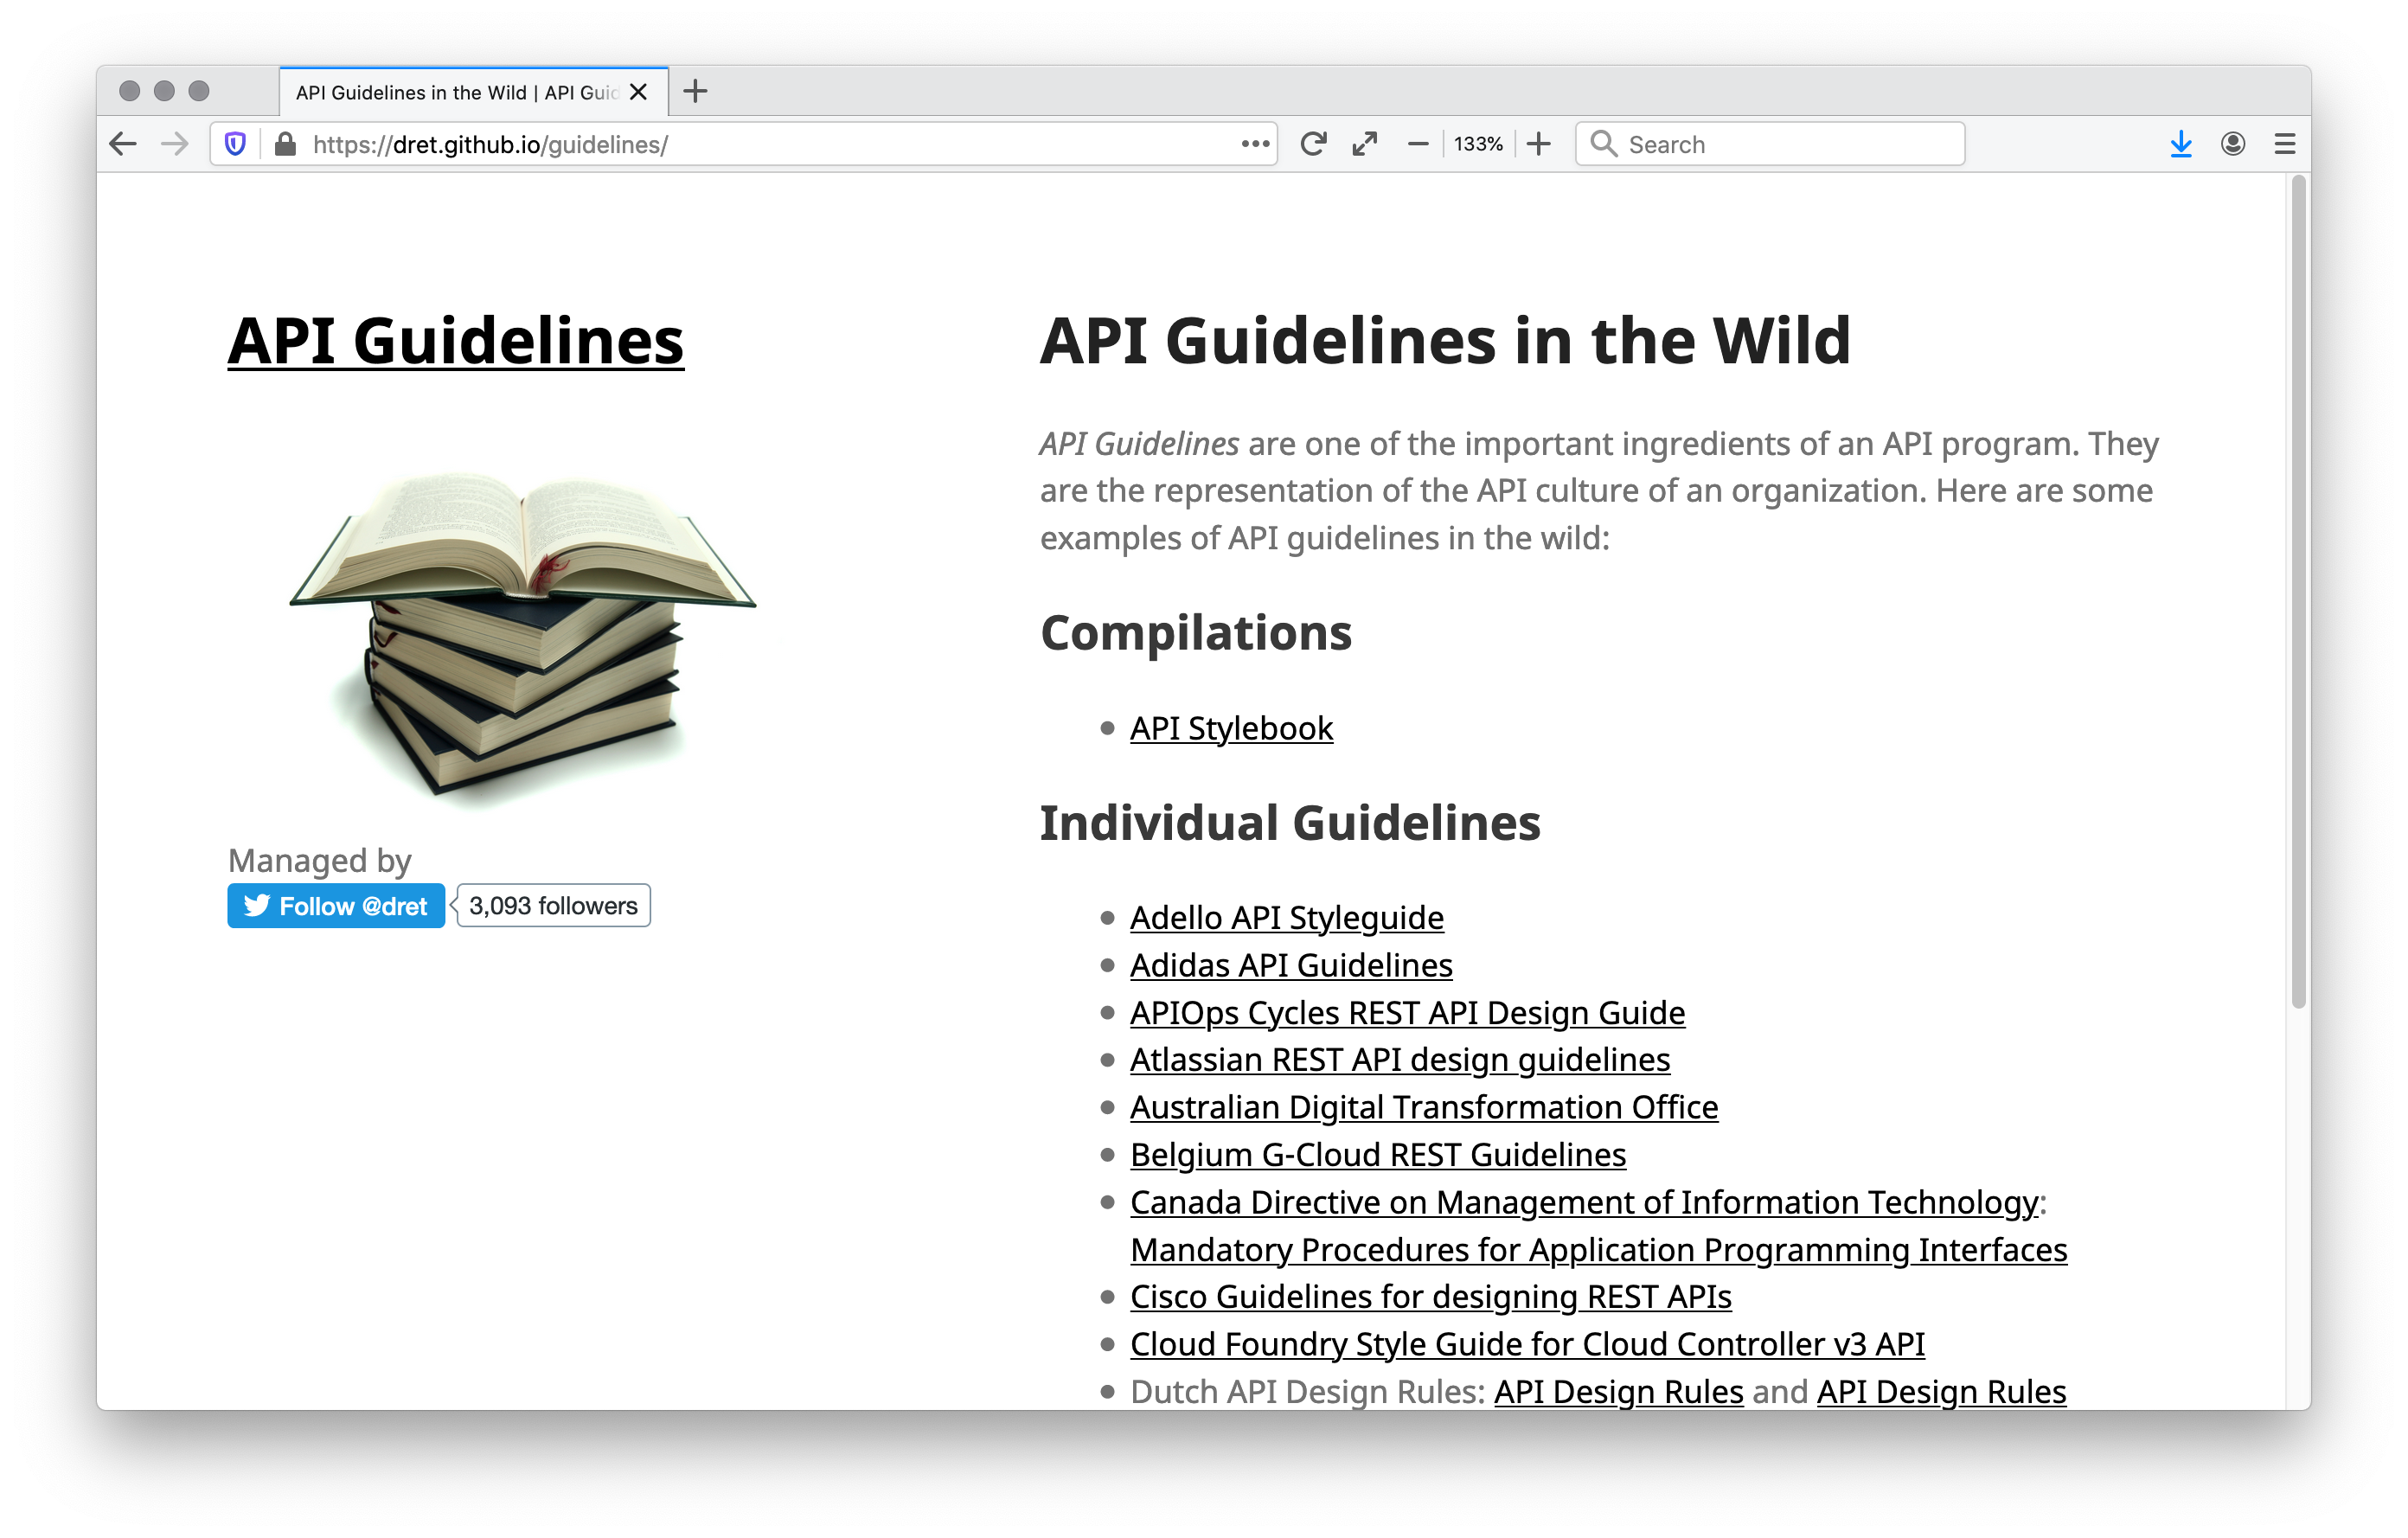 API Guidelines in the Wild | API Guid
https://dret.github.io/guidelines/
133%
Search
API Guidelines
Managed by
Follow @dret
3,093 followers
API Guidelines in the Wild
API Guidelines are one of the important ingredients of an API program. They
are the representation of the API culture of an organization. Here are some
examples of API guidelines in the wild:
Compilations
API Stylebook
Individual Guidelines
Adello API Styleguide
Adidas API Guidelines
APIOps Cycles REST API Design Guide
Atlassian REST API design guidelines
Australian Digital Transformation Office
Belgium G-Cloud REST Guidelines
Canada Directive on Management of Information Technology:
Mandatory Procedures for Application Programming Interfaces
Cisco Guidelines for designing REST APIs
Cloud Foundry Style Guide for Cloud Controller v3 API
Dutch API Design Rules: API Design Rules and API Design Rules